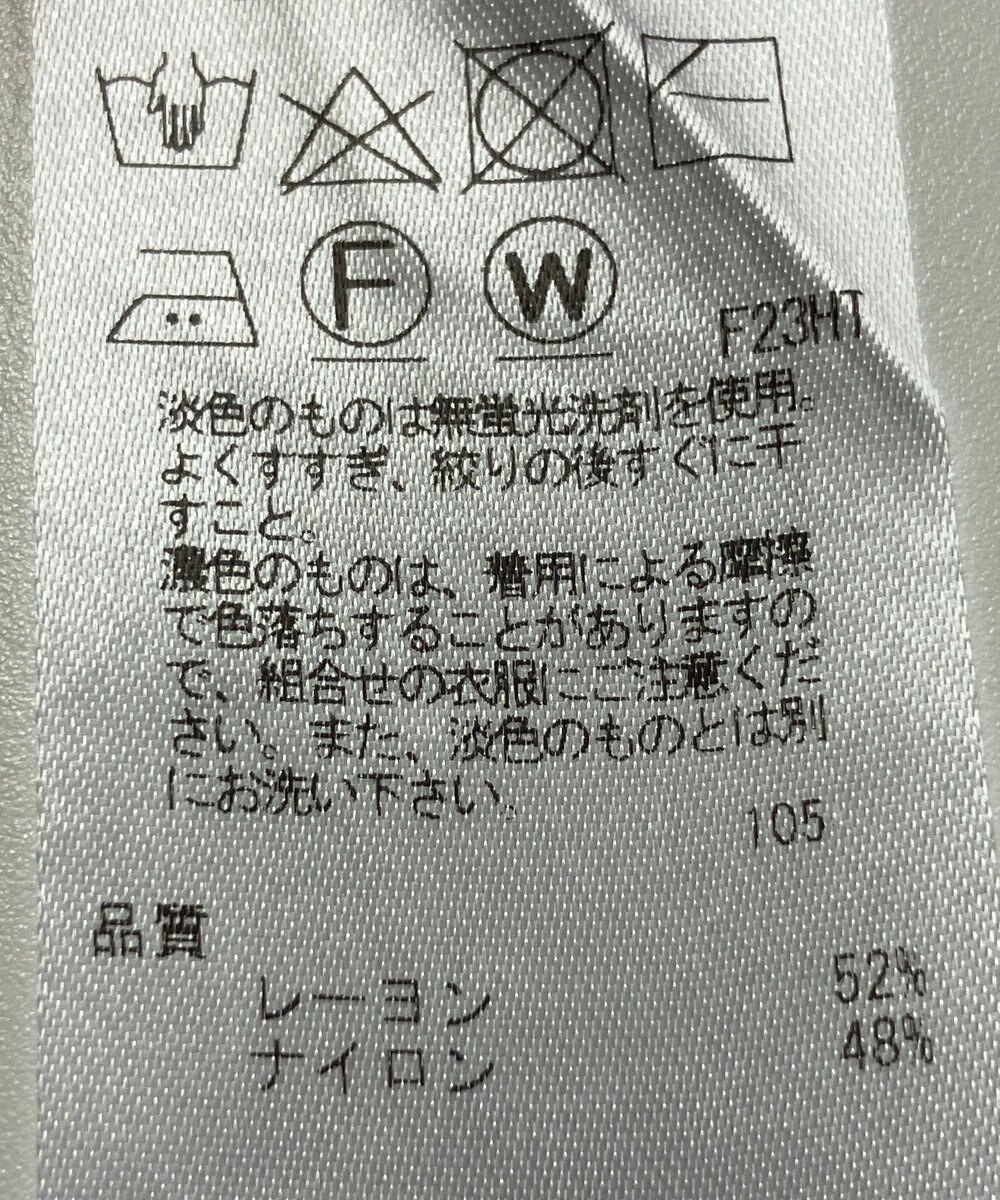 F W
F23HT
淡色のものは無蛍光洗剤を使用。
よくすすぎ、絞りの後すぐに干
すこと。
濃色のものは、着用による摩擦
で色落ちすることがありますの
で、組合せの衣服にご注意くだ
さい。また、淡色のものとは別
にお洗い下さい。
105
品質
レーヨン 52%
ナイロン 48%